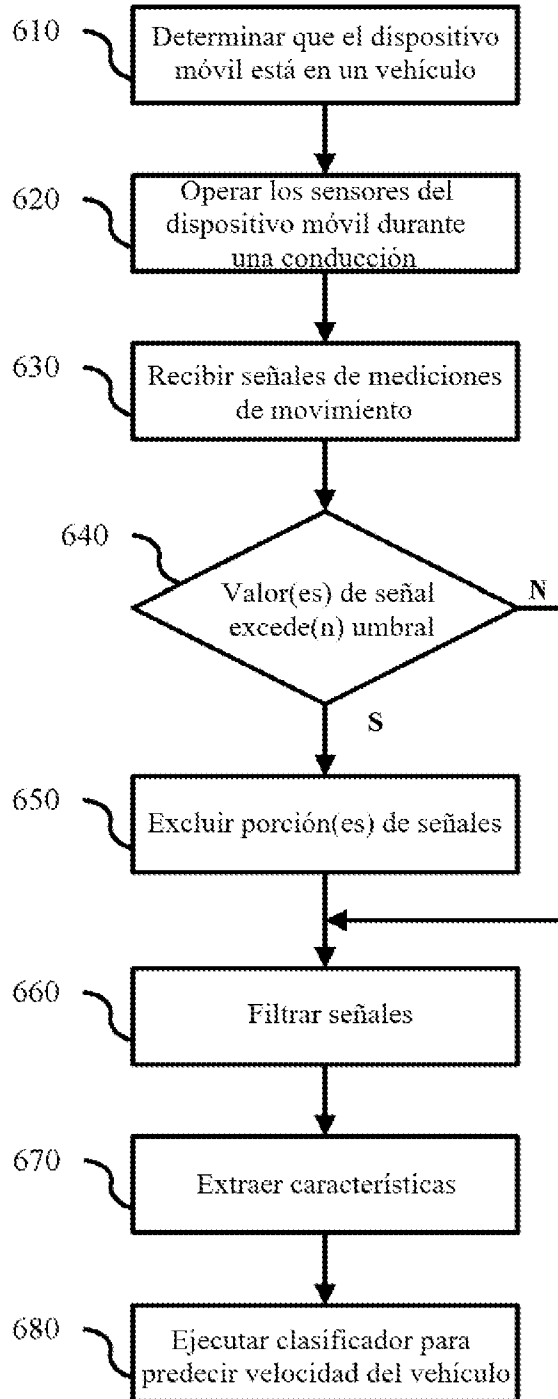 610
Determinar que el dispositivo
móvil está en un vehículo
620
Operar los sensores del
dispositivo móvil durante
una conducción
630
Recibir señales de mediciones
de movimiento
640
Valor(es) de señal
excede(n) umbral
N
S
650
Excluir porción(es) de señales
660
Filtrar señales
670
Extraer características
680
Ejecutar clasificador para
predecir velocidad del vehículo